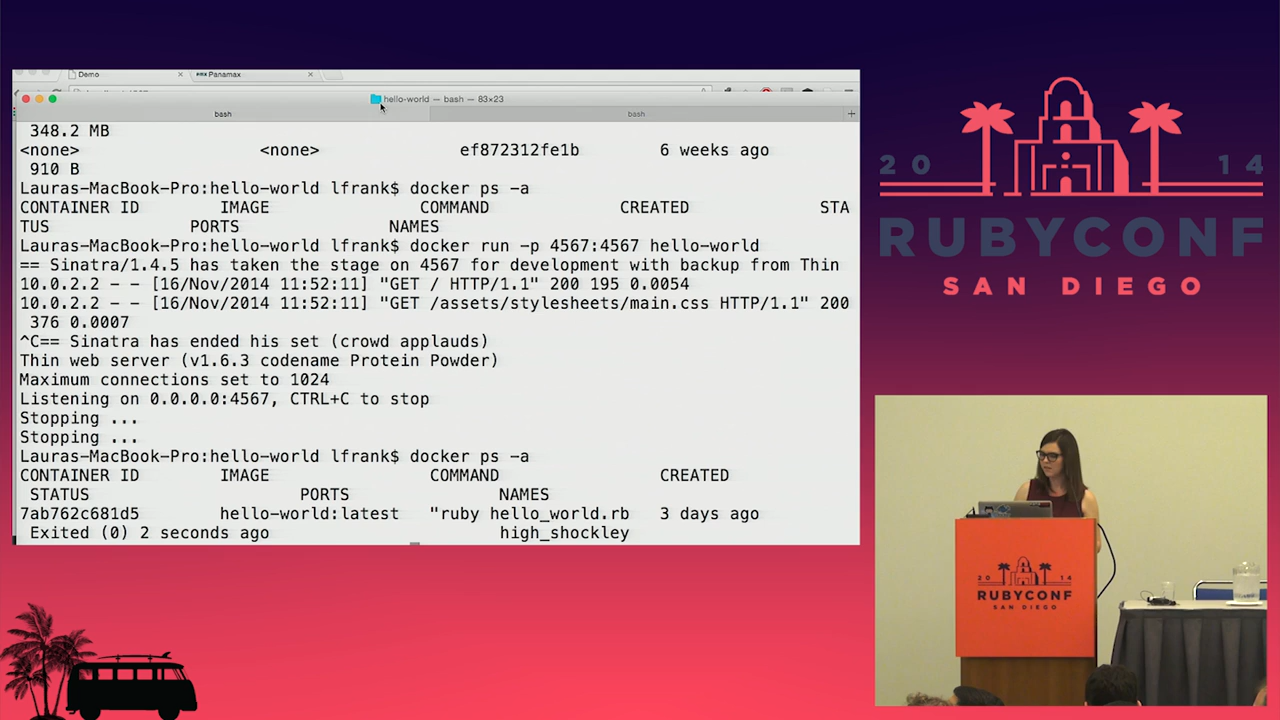 Demo
Panamax
hello-world — bash — 83×23
bash
bash
348.2 MB
<none> <none> ef872312fe1b 6 weeks ago
910 B
Lauras-MacBook-Pro:hello-world lfrank$ docker ps -a
CONTAINER ID IMAGE COMMAND CREATED STA
TUS PORTS NAMES
Lauras-MacBook-Pro:hello-world lfrank$ docker run -p 4567:4567 hello-world
== Sinatra/1.4.5 has taken the stage on 4567 for development with backup from Thin
10.0.2.2 - - [16/Nov/2014 11:52:11] "GET / HTTP/1.1" 200 195 0.0054
10.0.2.2 - - [16/Nov/2014 11:52:11] "GET /assets/stylesheets/main.css HTTP/1.1" 200
376 0.0007
^C== Sinatra has ended his set (crowd applauds)
Thin web server (v1.6.3 codename Protein Powder)
Maximum connections set to 1024
Listening on 0.0.0.0:4567, CTRL+C to stop
Stopping ...
Stopping ...
Lauras-MacBook-Pro:hello-world lfrank$ docker ps -a
CONTAINER ID IMAGE COMMAND CREATED
STATUS PORTS NAMES
7ab762c681d5 hello-world:latest "ruby hello_world.rb 3 days ago
Exited (0) 2 seconds ago high_shockley
20 14
RUBYCONF
SAN DIEGO
20 14
RUBYCONF
SAN DIEGO